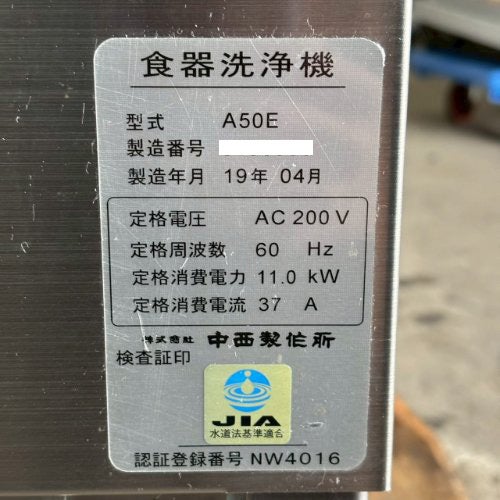 食器洗浄機
型式 A50E
製造番号
製造年月 19年 04月
定格電圧 AC 200 V
定格周波数 60 Hz
定格消費電力 11.0 kW
定格消費電流 37 A
株式會社 中西製作所
検査証印
JIA
水道法基準適合
認証登録番号 NW4016